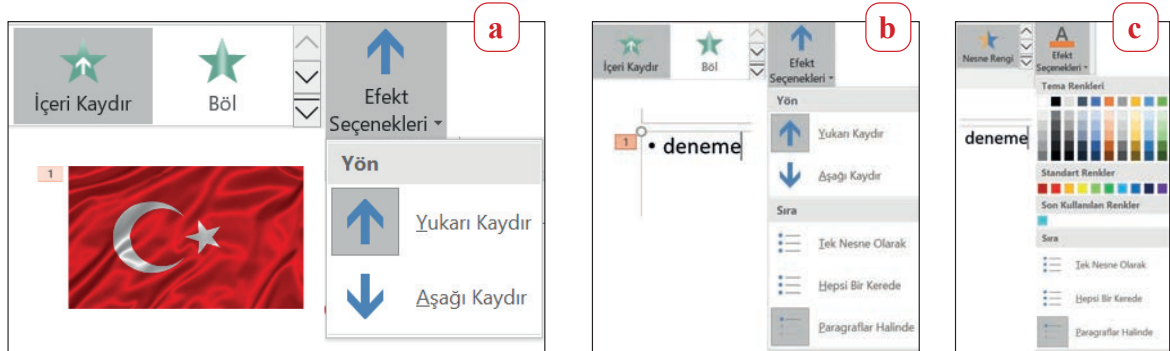 a
İçeri Kaydır
Böl
Efekt
Seçenekleri
Yön
Yukarı Kaydır
Aşağı Kaydır
1
b
İçeri Kaydır
Böl
Efekt
Seçenekleri
Yön
Yukarı Kaydır
Aşağı Kaydır
Sıra
Tek Nesne Olarak
Hepsi Bir Kerede
Paragraflar Halinde
1
• deneme
c
Nesne Rengi
A
Efekt
Seçenekleri
Tema Renkleri
Standart Renkler
Son Kullanılan Renkler
Sıra
Tek Nesne Olarak
Hepsi Bir Kerede
Paragraflar Halinde
deneme